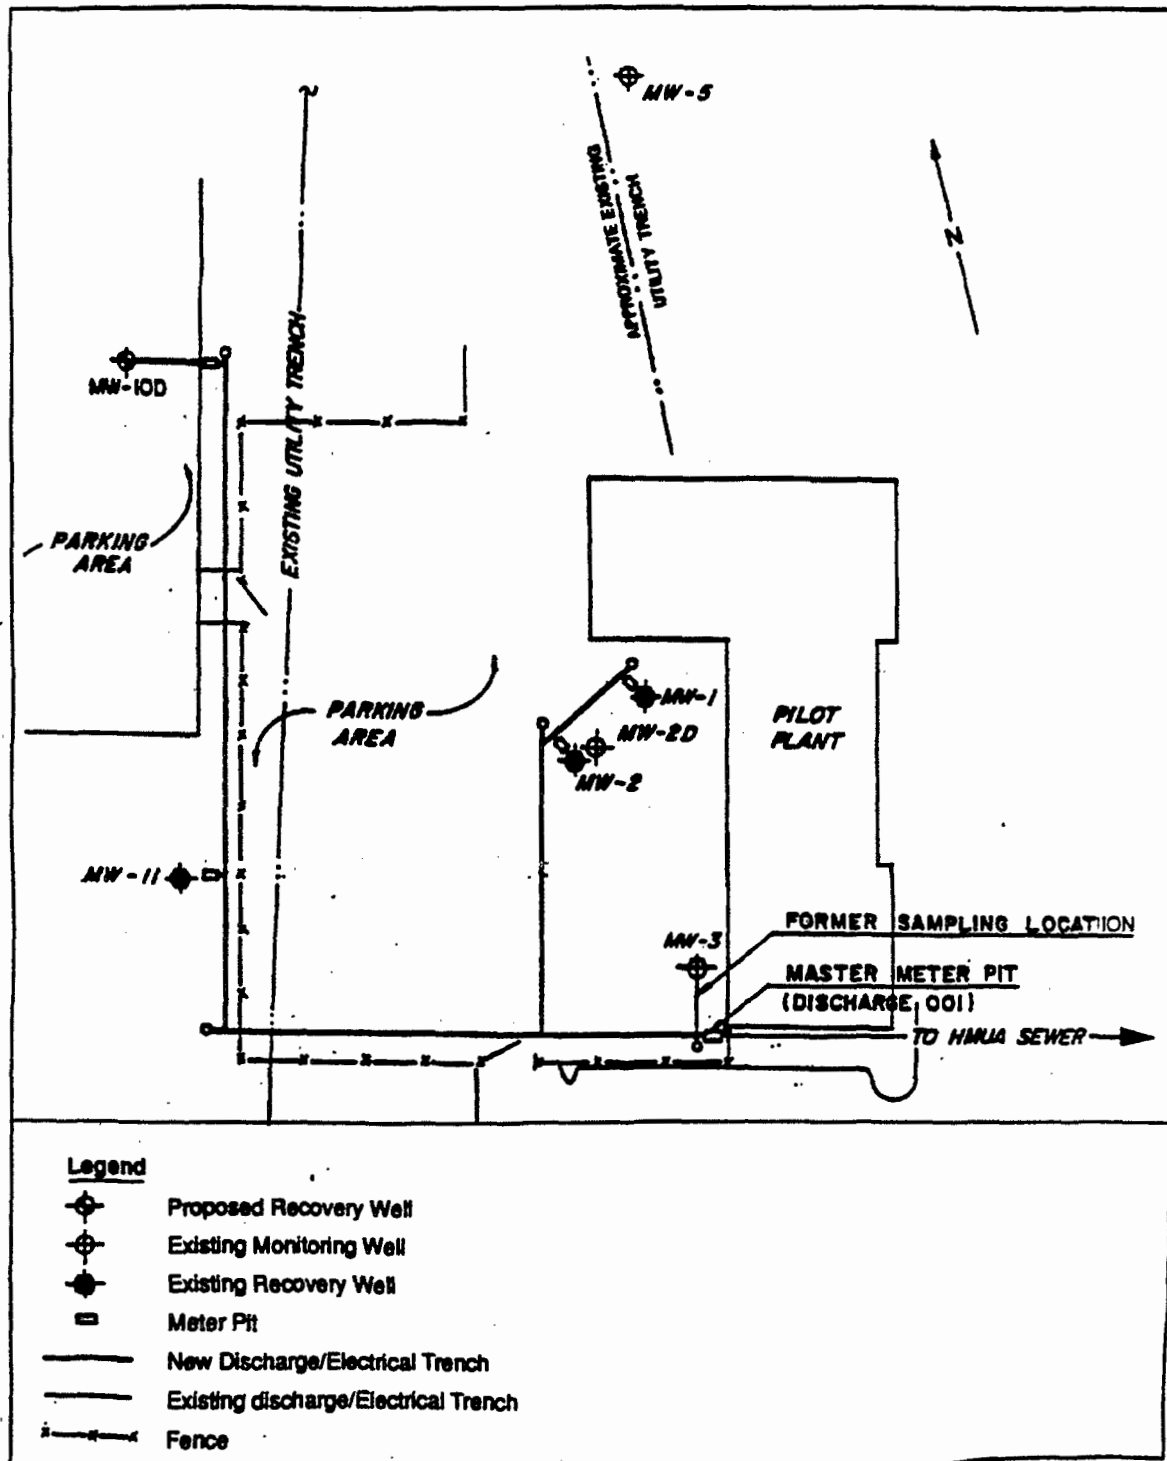 MW-5
APPROXIMATE EXISTING
UTILITY TRENCH
N
EXISTING UTILITY TRENCH
MW-10D
PARKING
AREA
PARKING
AREA
MW-1
MW-2D
MW-2
PILOT
PLANT
MW-11
MW-3
FORMER SAMPLING LOCATION
MASTER METER PIT
(DISCHARGE 001)
TO HMUA SEWER
Legend
Proposed Recovery Well
Existing Monitoring Well
Existing Recovery Well
Meter Pit
New Discharge/Electrical Trench
Existing discharge/Electrical Trench
Fence